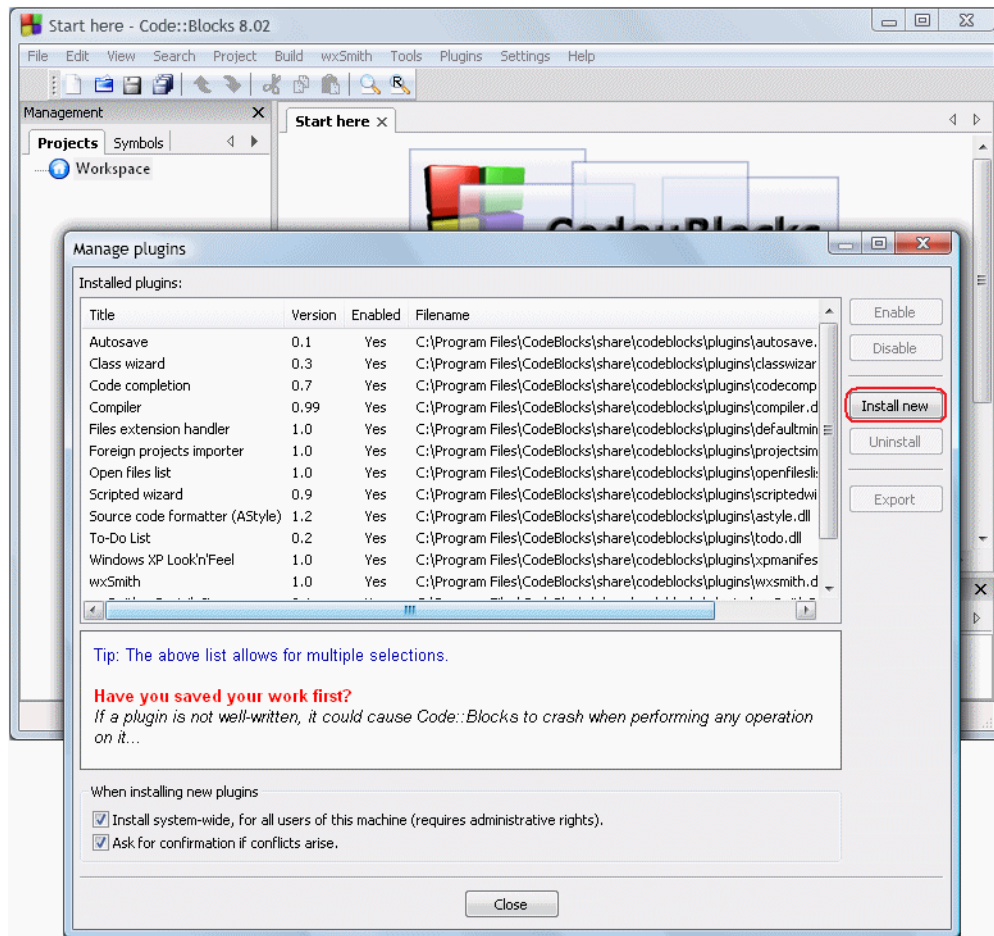 Start here - Code::Blocks 8.02
File Edit View Search Project Build wxSmith Tools Plugins Settings Help
Management
Start here
Projects Symbols
Workspace
Manage plugins
Installed plugins:
Title Version Enabled Filename
Autosave 0.1 Yes C:\Program Files\CodeBlocks\share\codeblocks\plugins\autosave.
Class wizard 0.3 Yes C:\Program Files\CodeBlocks\share\codeblocks\plugins\classwizar
Code completion 0.7 Yes C:\Program Files\CodeBlocks\share\codeblocks\plugins\codecomp
Compiler 0.99 Yes C:\Program Files\CodeBlocks\share\codeblocks\plugins\compiler.d
Files extension handler 1.0 Yes C:\Program Files\CodeBlocks\share\codeblocks\plugins\defaultmin
Foreign projects importer 1.0 Yes C:\Program Files\CodeBlocks\share\codeblocks\plugins\projectsim
Open files list 1.0 Yes C:\Program Files\CodeBlocks\share\codeblocks\plugins\openfilesli
Scripted wizard 0.9 Yes C:\Program Files\CodeBlocks\share\codeblocks\plugins\scriptedwi
Source code formatter (AStyle) 1.2 Yes C:\Program Files\CodeBlocks\share\codeblocks\plugins\astyle.dll
To-Do List 0.2 Yes C:\Program Files\CodeBlocks\share\codeblocks\plugins\todo.dll
Windows XP Look'n'Feel 1.0 Yes C:\Program Files\CodeBlocks\share\codeblocks\plugins\xpmanifes
wxSmith 1.0 Yes C:\Program Files\CodeBlocks\share\codeblocks\plugins\wxsmith.d
Enable
Disable
Install new
Uninstall
Export
Tip: The above list allows for multiple selections.
Have you saved your work first?
If a plugin is not well-written, it could cause Code::Blocks to crash when performing any operation
on it...
When installing new plugins
Install system-wide, for all users of this machine (requires administrative rights).
Ask for confirmation if conflicts arise.
Close